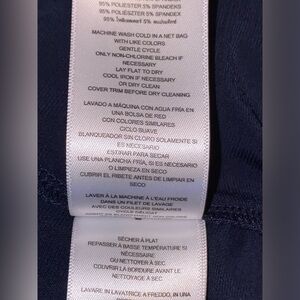 95% POLIESTER 5% SPANDEX
95% POLIÉSZTER 5% SPANDEX
MACHINE WASH COLD IN A NET BAG
WITH LIKE COLORS
GENTLE CYCLE
ONLY NON-CHLORINE BLEACH IF
NECESSARY
LAY FLAT TO DRY
COOL IRON IF NECESSARY
OR DRY CLEAN
COVER TRIM BEFORE DRY CLEANING
LAVADO A MÁQUINA CON AGUA FRÍA EN
UNA BOLSA DE RED
CON COLORES SIMILARES
CICLO SUAVE
BLANQUEADOR SIN CLORO SOLAMENTE SI
ES NECESARIO
ESTIRAR PARA SECAR
USE UNA PLANCHA FRÍA, SI ES NECESARIO
O LIMPIEZA EN SECO
CUBRIR EL RIBETE ANTES DE LIMPIAR EN
SECO
LAVER À LA MACHINE À L'EAU FROIDE
DANS UN FILET DE LAVAGE
AVEC DES COULEURS SIMILAIRES
CYCLE DÉLICAT
SÉCHER À PLAT
REPASSER À BASSE TEMPÉRATURE SI
NÉCESSAIRE
OU NETTOYER À SEC
COUVRIR LA BORDURE AVANT LE
NETTOYAGE À SEC
LAVARE IN LAVATRICE A FREDDO, IN UNA